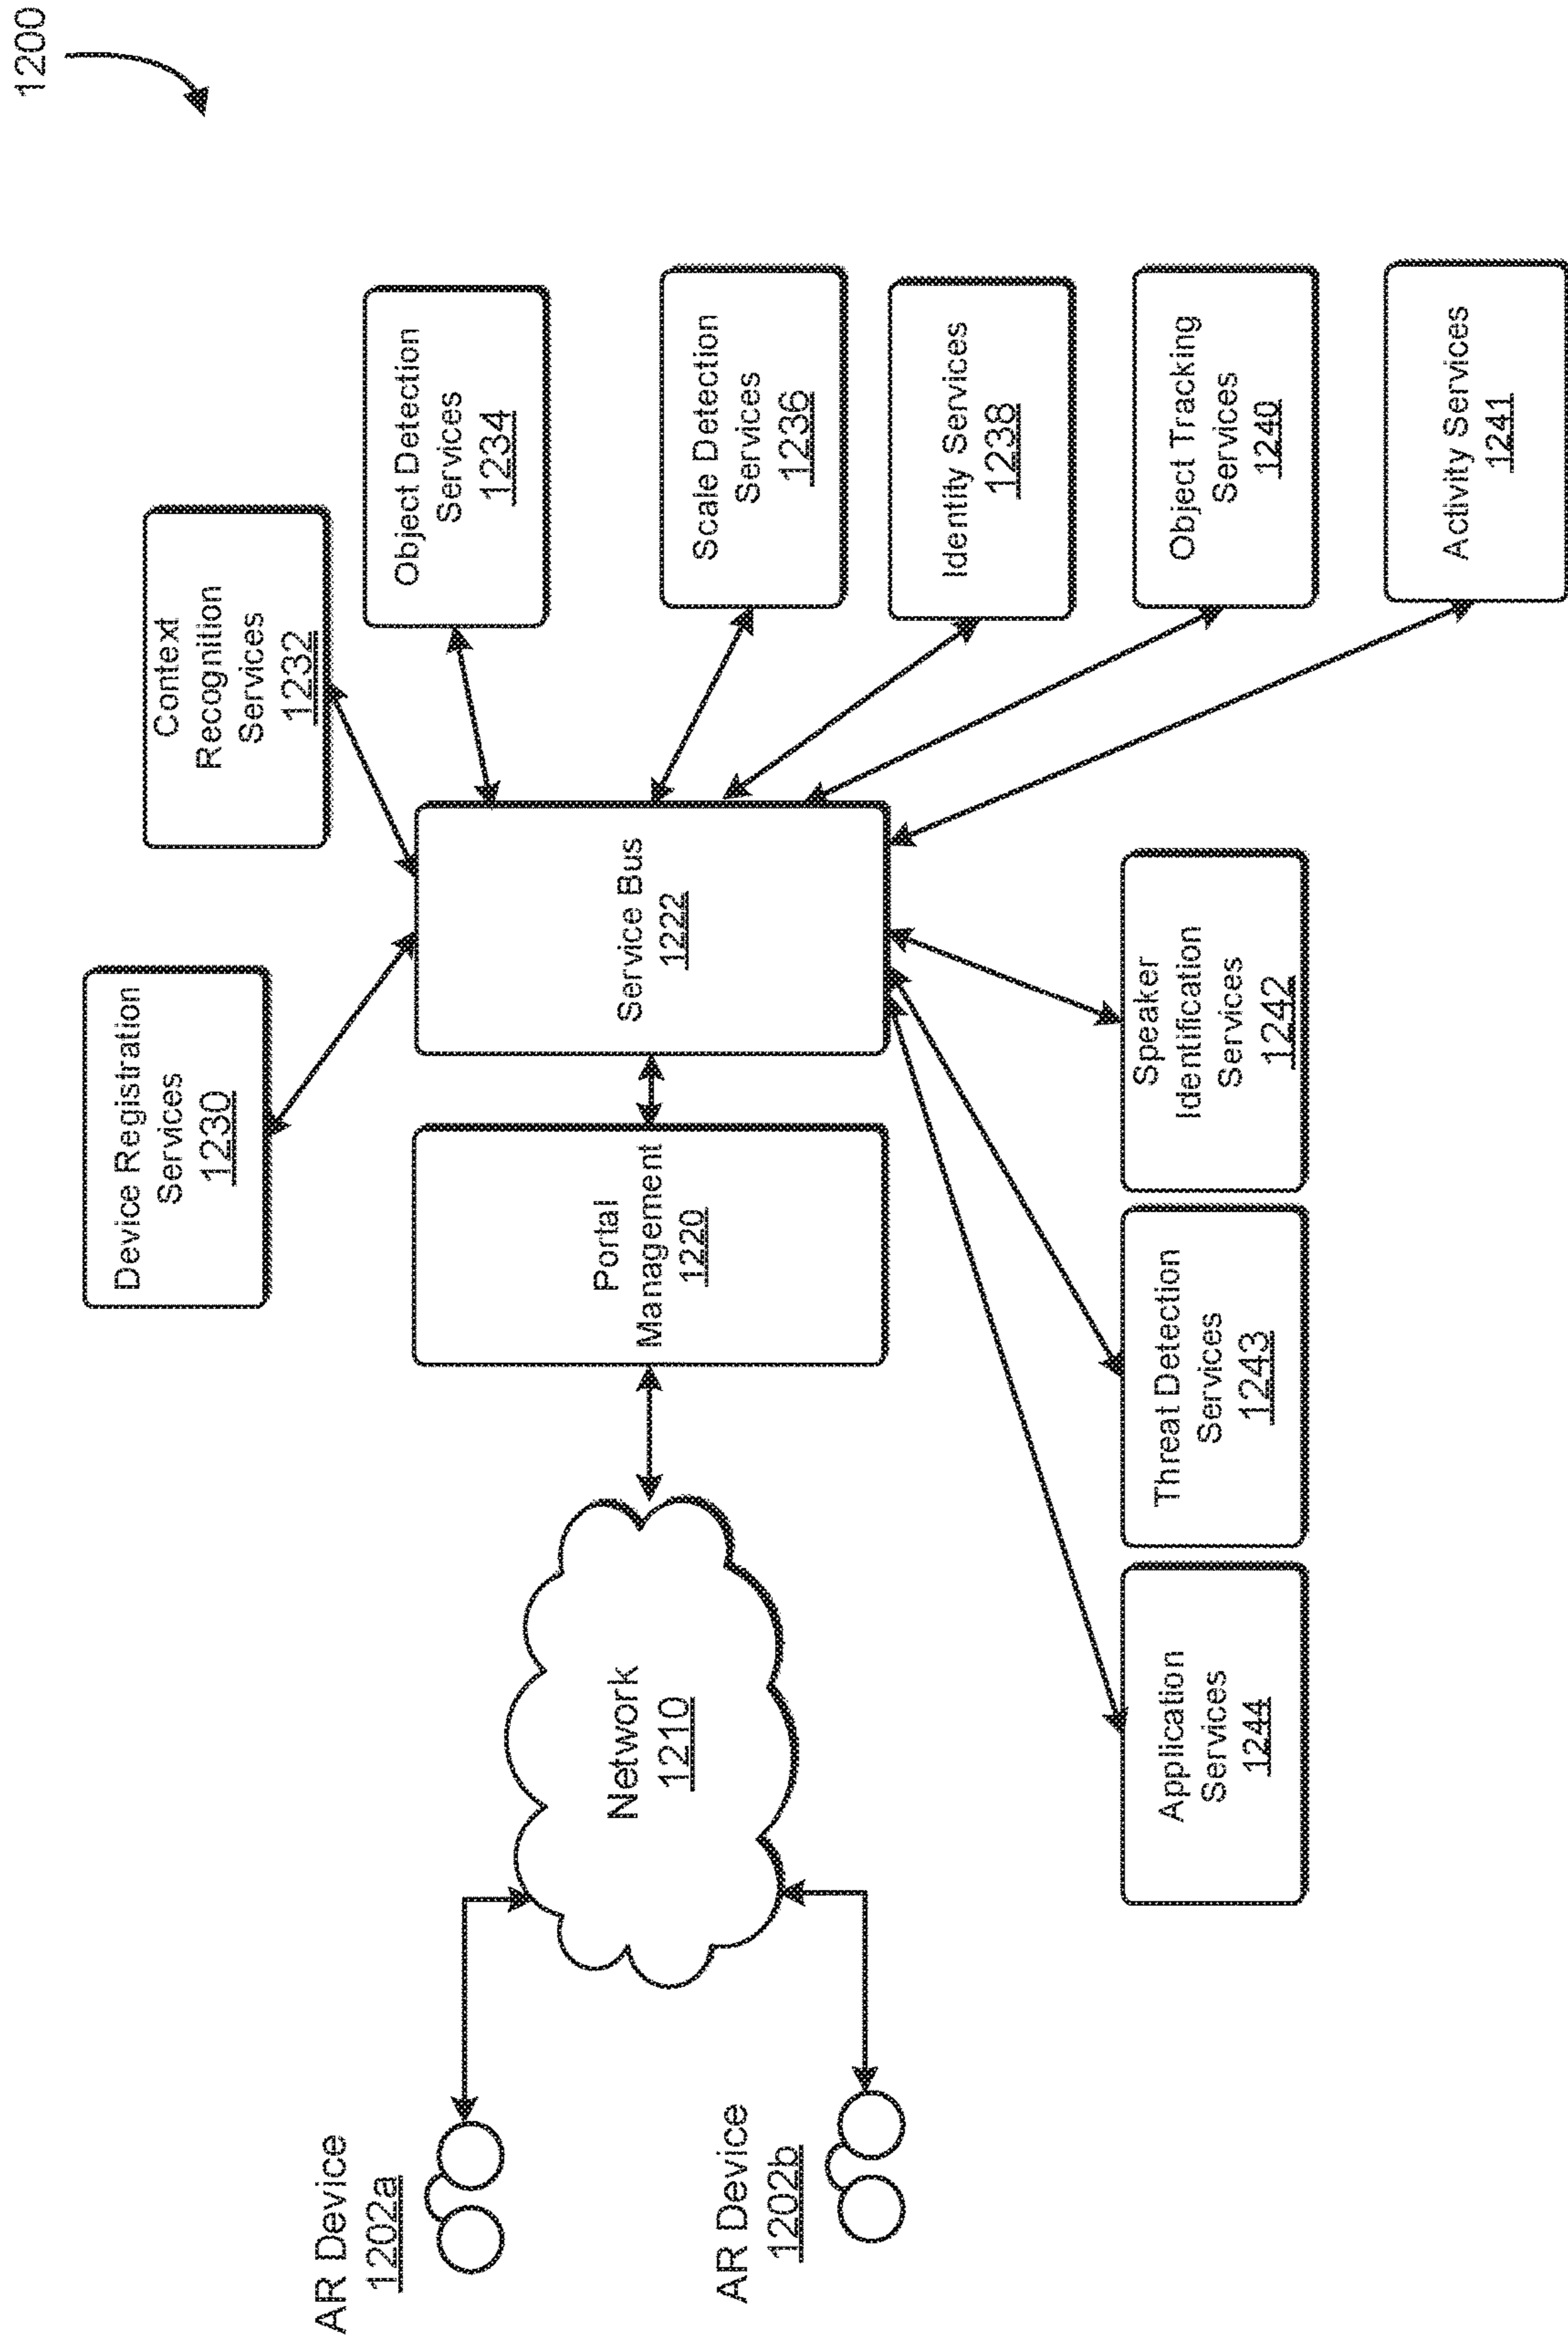 1200
Device Registration
Services
1230
Context
Recognition
Services
1232
Object Detection
Services
1234
Scale Detection
Services
1236
Identity Services
1238
Object Tracking
Services
1240
Activity Services
1241
Service Bus
1222
Portal
Management
1220
Network
1210
AR Device
1202a
AR Device
1202b
Application
Services
1244
Threat Detection
Services
1243
Speaker
Identification
Services
1242